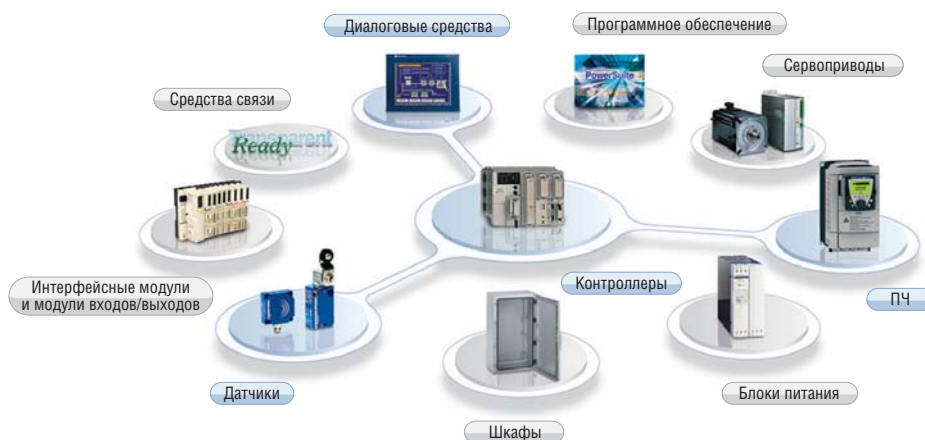 Диалоговые средства
Программное обеспечение
Сервоприводы
Средства связи
PowerSuite
Transparent
Ready
Интерфейсные модули
и модули входов/выходов
Контроллеры
ПЧ
Датчики
Блоки питания
Шкафы